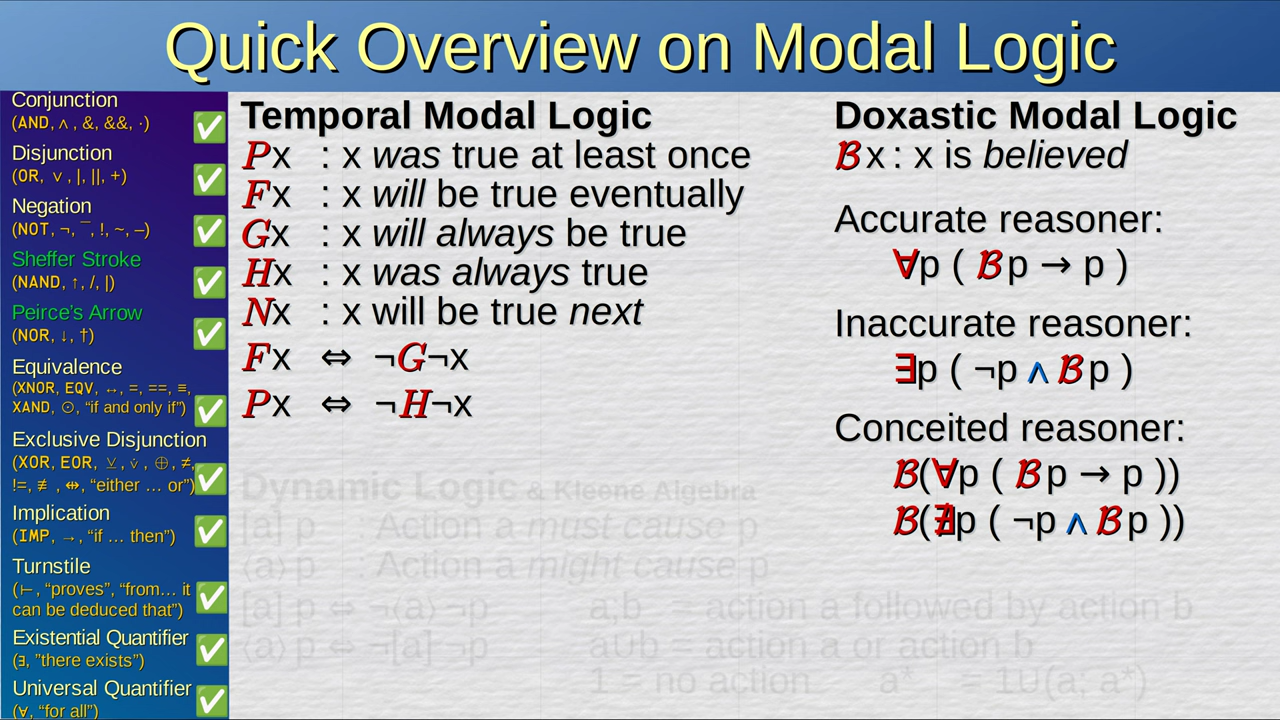 Quick Overview on Modal Logic
Conjunction
(AND, ∧, &, &&, ·)
Disjunction
(OR, ∨, |, ||, +)
Negation
(NOT, ¬, ‾, !, ~, –)
Sheffer Stroke
(NAND, ↑, /, |)
Peirce's Arrow
(NOR, ↓, †)
Equivalence
(XNOR, EQV, ↔, =, ==, ≡,
XAND, ⊙, “if and only if”)
Exclusive Disjunction
(XOR, EOR, ⊻, ⩒, ⊕, ≠,
!=, ≢, ⇹, “either … or”)
Implication
(IMP, →, “if … then”)
Turnstile
(⊢, “proves”, “from… it
can be deduced that”)
Existential Quantifier
(∃, ”there exists”)
Universal Quantifier
(∀, “for all”)
Temporal Modal Logic
Px : x was true at least once
Fx : x will be true eventually
Gx : x will always be true
Hx : x was always true
Nx : x will be true next
Fx ⇔ ¬G¬x
Px ⇔ ¬H¬x
Dynamic Logic & Kleene Algebra
[a] p : Action a must cause p
⟨a⟩ p : Action a might cause p
[a] p ⇔ ¬⟨a⟩ ¬p a;b = action a followed by action b
⟨a⟩ p ⇔ ¬[a] ¬p a∪b = action a or action b
1 = no action a* = 1∪(a; a*)
Doxastic Modal Logic
ℬx : x is believed
Accurate reasoner:
∀p ( ℬp → p )
Inaccurate reasoner:
∃p ( ¬p ∧ ℬp )
Conceited reasoner:
ℬ(∀p ( ℬp → p ))
ℬ(∄p ( ¬p ∧ ℬp ))